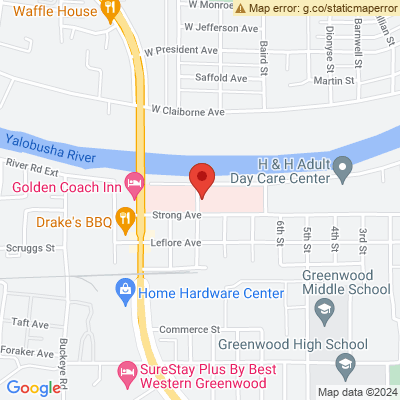 Map error: g.co/staticmaperror
W Monroe
Waffle House
W Jefferson Ave
W President Ave
Saffold Ave
Baird St
Dionyse St
Barnwell St
Martin St
W Claiborne Ave
Yalobusha River
River Rd Ext
H & H Adult
Day Care Center
Golden Coach Inn
Drake's BBQ
Strong Ave
Scruggs St
Leflore Ave
6th St
5th St
4th St
3rd St
Greenwood
Middle School
Home Hardware Center
Taft Ave
Commerce St
Greenwood High School
Foraker Ave
Buckeye Rd
SureStay Plus By Best
Western Greenwood
Google
Map data ©2024